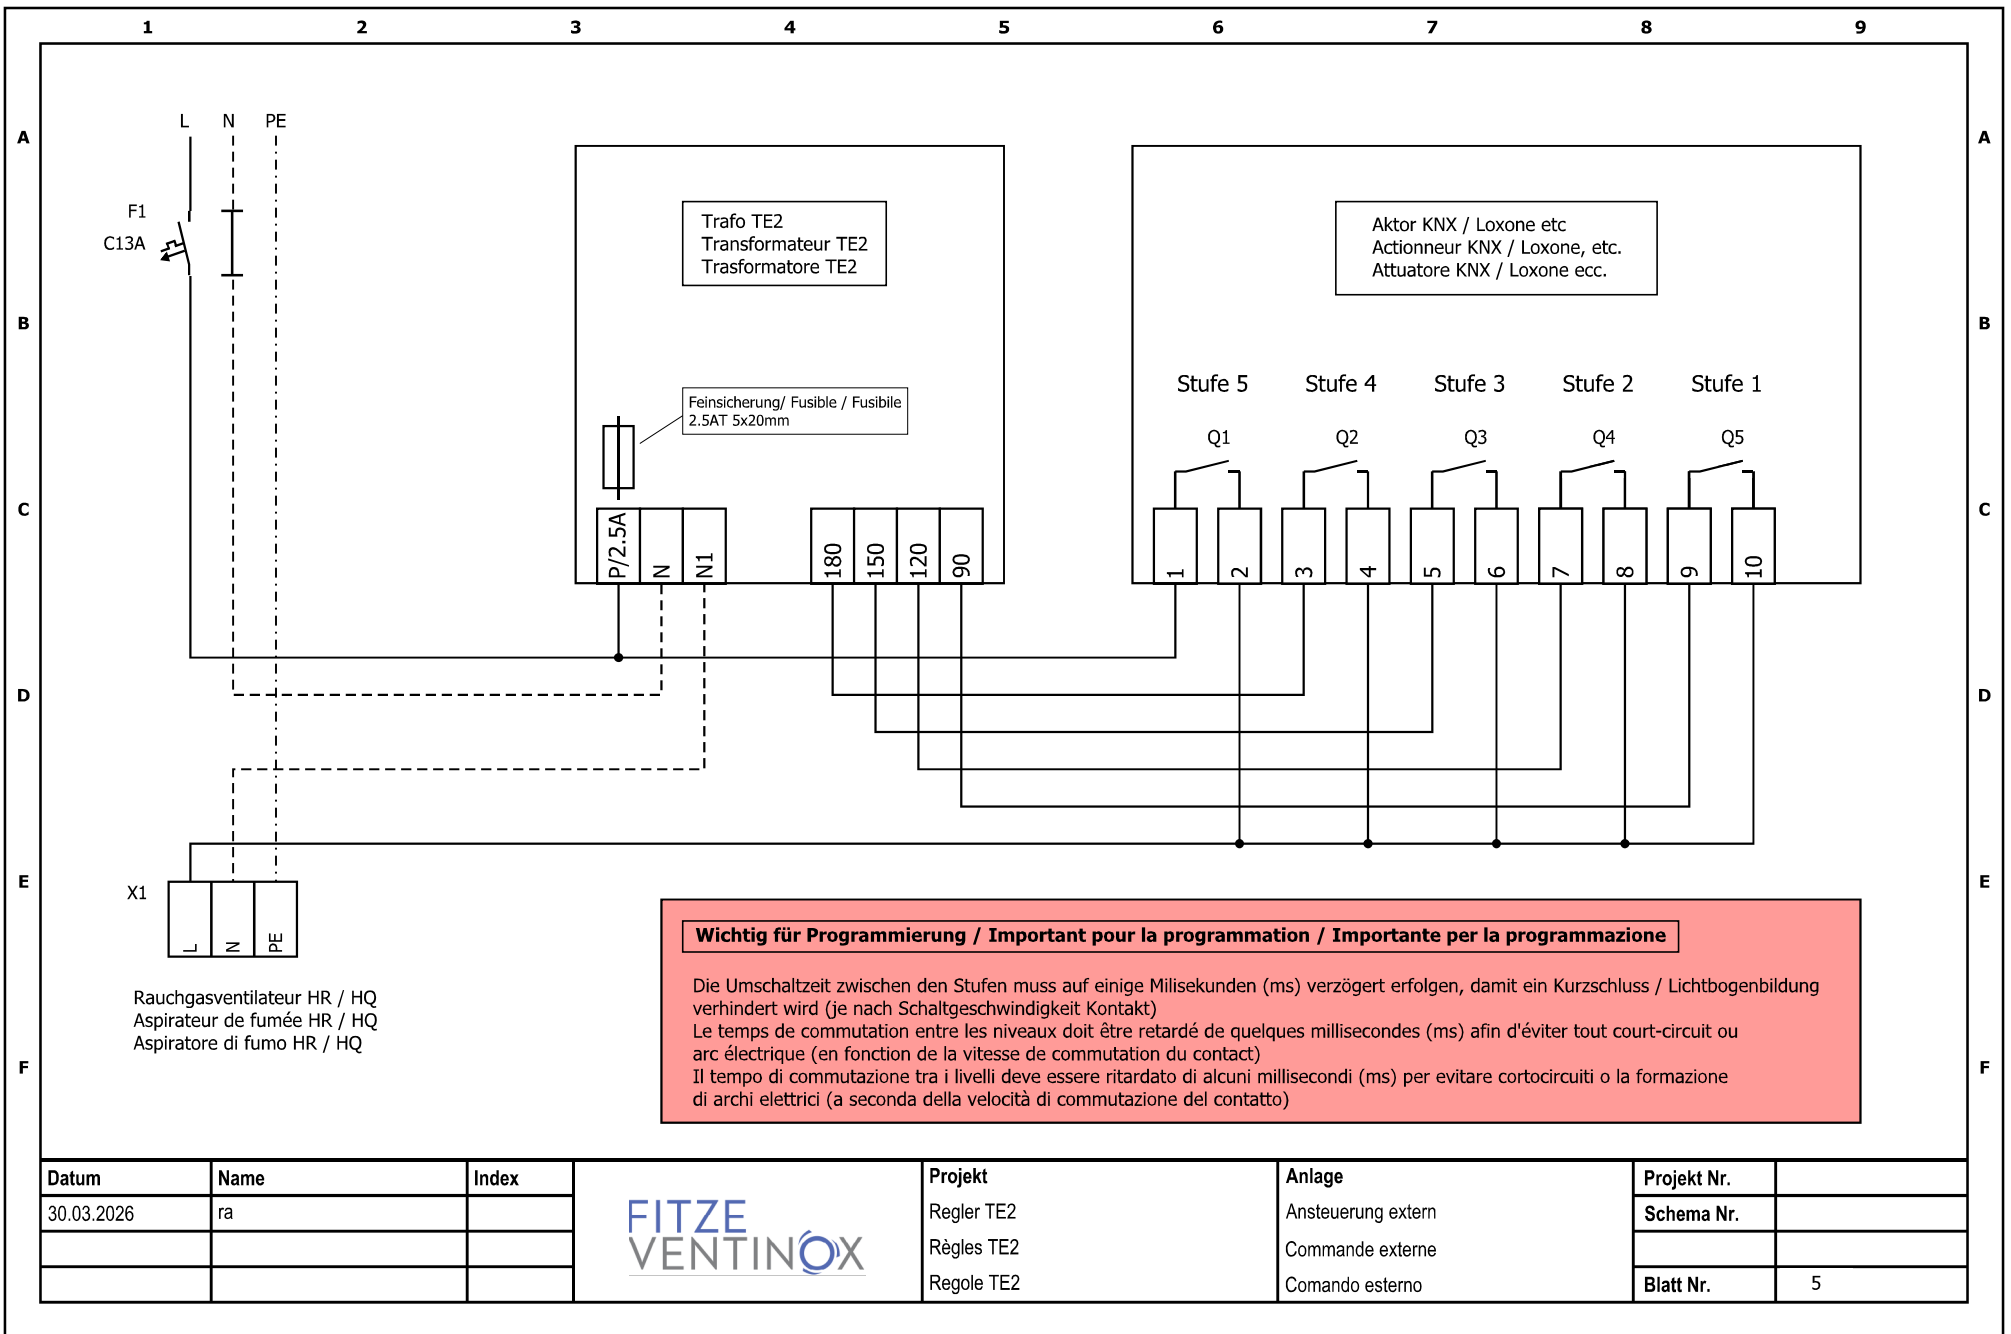 1 2 3 4 5 6 7 8 9
A A
L N PE
F1
C13A
Trafo TE2
Transformateur TE2
Trasformatore TE2
Aktor KNX / Loxone etc
Actionneur KNX / Loxone, etc.
Attuatore KNX / Loxone ecc.
B B
Stufe 5 Stufe 4 Stufe 3 Stufe 2 Stufe 1
Feinsicherung/ Fusible / Fusibile
2.5AT 5x20mm
Q1 Q2 Q3 Q4 Q5
C C
P/2.5A N N1 180 150 120 90 1 2 3 4 5 6 7 8 9 10
D D
E E
X1
L N PE
Rauchgasventilateur HR / HQ
Aspirateur de fumée HR / HQ
Aspiratore di fumo HR / HQ
Wichtig für Programmierung / Important pour la programmation / Importante per la programmazione
Die Umschaltzeit zwischen den Stufen muss auf einige Milisekunden (ms) verzögert erfolgen, damit ein Kurzschluss / Lichtbogenbildung
verhindert wird (je nach Schaltgeschwindigkeit Kontakt)
Le temps de commutation entre les niveaux doit être retardé de quelques millisecondes (ms) afin d'éviter tout court-circuit ou
arc électrique (en fonction de la vitesse de commutation du contact)
Il tempo di commutazione tra i livelli deve essere ritardato di alcuni millisecondi (ms) per evitare cortocircuiti o la formazione
di archi elettrici (a seconda della velocità di commutazione del contatto)
F F
Datum Name Index
30.03.2026 ra
FITZE
VENTINOX
Projekt
Regler TE2
Règles TE2
Regole TE2
Anlage
Ansteuerung extern
Commande externe
Comando esterno
Projekt Nr.
Schema Nr.
Blatt Nr. 5